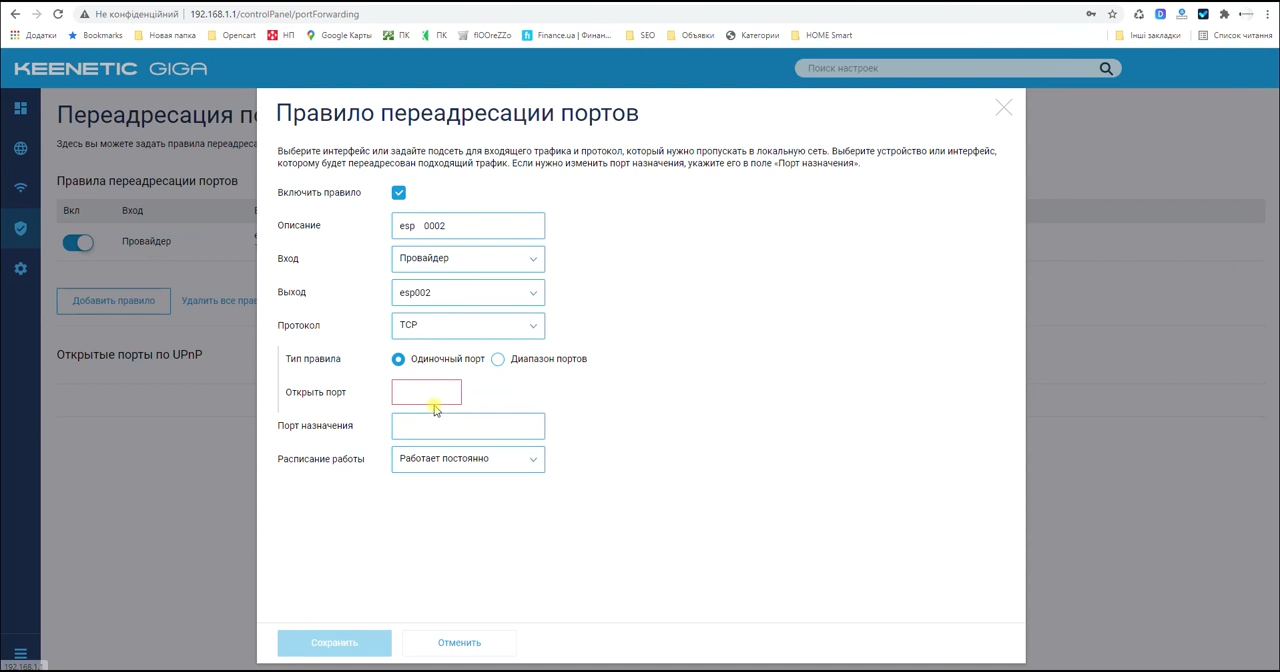 Не конфіденційний
192.168.1.1/controlPanel/portForwarding
Додатки
Bookmarks
Новая папка
Opencart
НП
Google Карты
ПК
ПК
flOOreZZo
Finance.ua | (Финан...
SEO
Объявки
Категории
HOME Smart
Інші закладки
Список читання
KEENETIC GIGA
Поиск настроек
Переадресация по
Здесь вы можете задать правила переадреса
Правила переадресации портов
Вкл
Вход
Провайдер
Добавить правило
Удалить все прав
Открытые порты по UPnP
Правило переадресации портов
Выберите интерфейс или задайте подсеть для входящего трафика и протокол, который нужно пропускать в локальную сеть. Выберите устройство или интерфейс,
которому будет переадресован подходящий трафик. Если нужно изменить порт назначения, укажите его в поле «Порт назначения».
Включить правило
Описание
esp 0002
Вход
Провайдер
Выход
esp002
Протокол
TCP
Тип правила
Одиночный порт
Диапазон портов
Открыть порт
Порт назначения
Расписание работы
Работает постоянно
Сохранить
Отменить
192.168.1.1